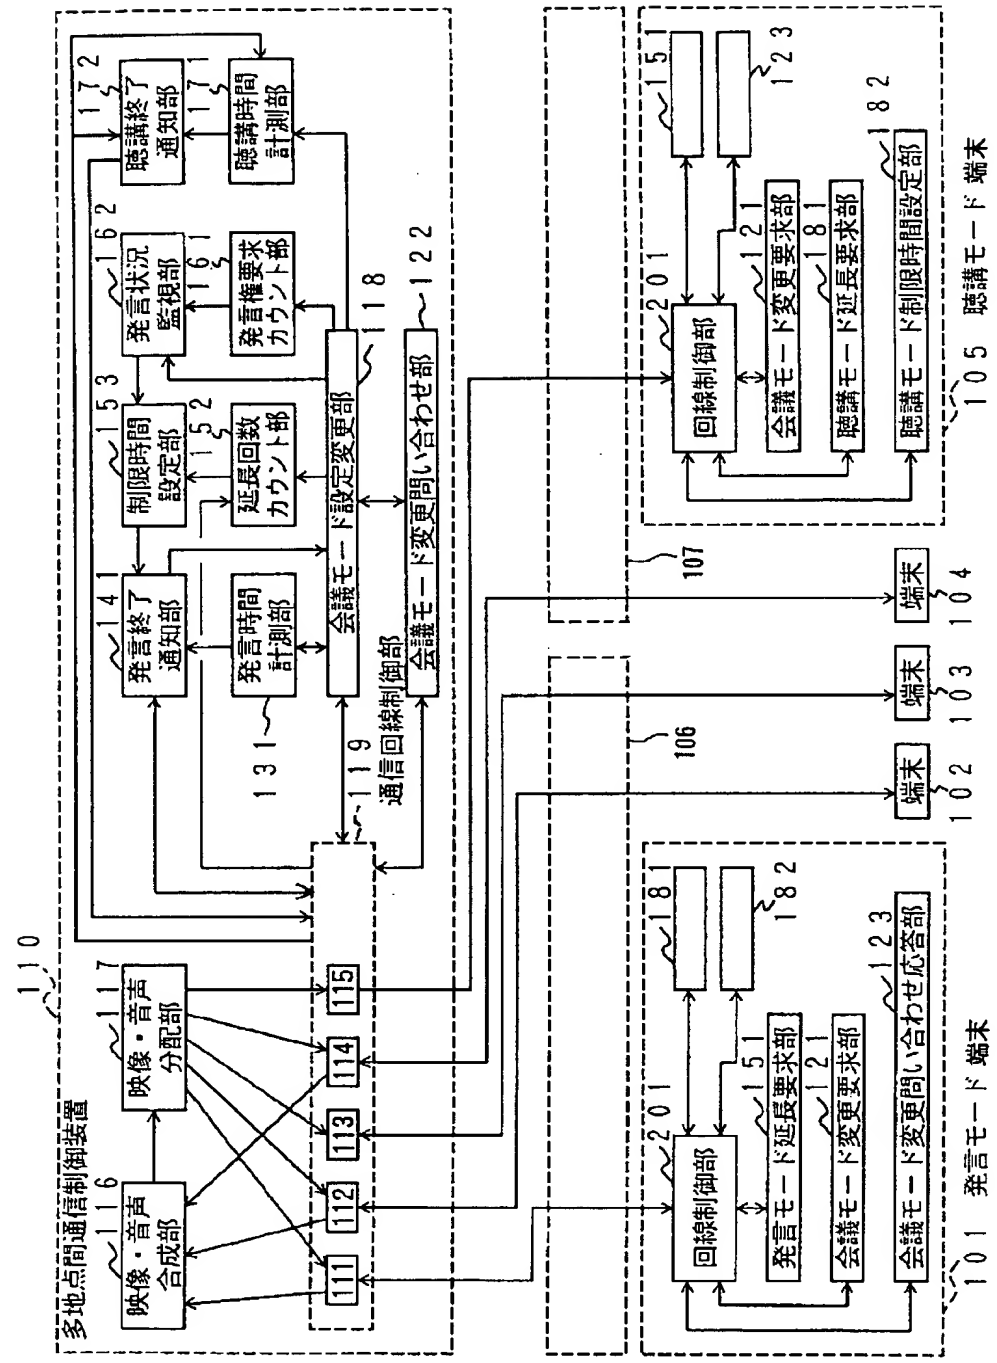 110
多地点間通信制御装置
映像・音声
合成部
116
映像・音声
分配部
117
111
112
113
114
115
119
通信回線制御部
発言終了
通知部
141
発言時間
計測部
131
制限時間
設定部
153
延長回数
カウント部
152
発言状況
監視部
162
発言権要求
カウント部
161
聴講終了
通知部
172
聴講時間
計測部
171
会議モード設定変更部
118
会議モード変更問い合わせ部
122
106
107
回線制御部
201
181
182
発言モード延長要求部
151
会議モード変更要求部
121
会議モード変更問い合わせ応答部
123
101 発言モード端末
端末
102
端末
103
端末
104
回線制御部
201
151
123
会議モード変更要求部
121
聴講モード延長要求部
181
聴講モード制限時間設定部
182
105 聴講モード端末